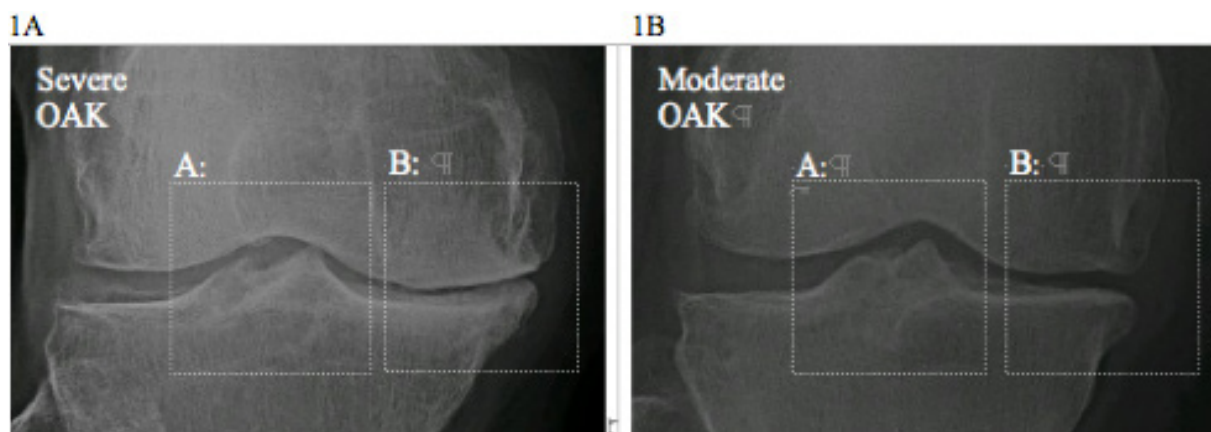 1A
1B
Severe
OAK
A:
B: ¶
Moderate
OAK¶
A:¶
B: ¶